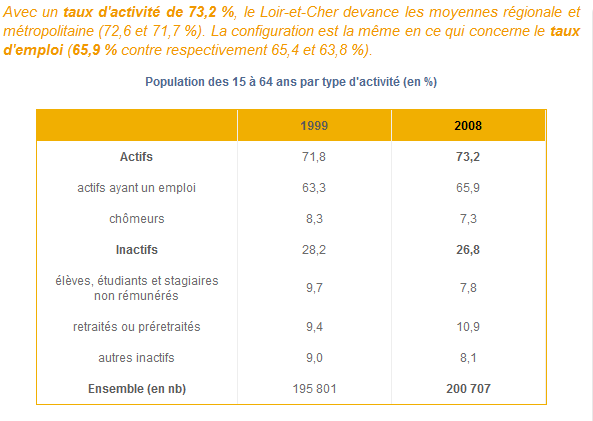 Avec un taux d'activité de 73,2 %, le Loir-et-Cher devance les moyennes régionale et
métropolitaine (72,6 et 71,7 %). La configuration est la même en ce qui concerne le taux
d'emploi (65,9 % contre respectivement 65,4 et 63,8 %).
Population des 15 à 64 ans par type d'activité (en %)
1999 2008
Actifs 71,8 73,2
actifs ayant un emploi 63,3 65,9
chômeurs 8,3 7,3
Inactifs 28,2 26,8
élèves, étudiants et stagiaires
non rémunérés 9,7 7,8
retraités ou préretraités 9,4 10,9
autres inactifs 9,0 8,1
Ensemble (en nb) 195 801 200 707